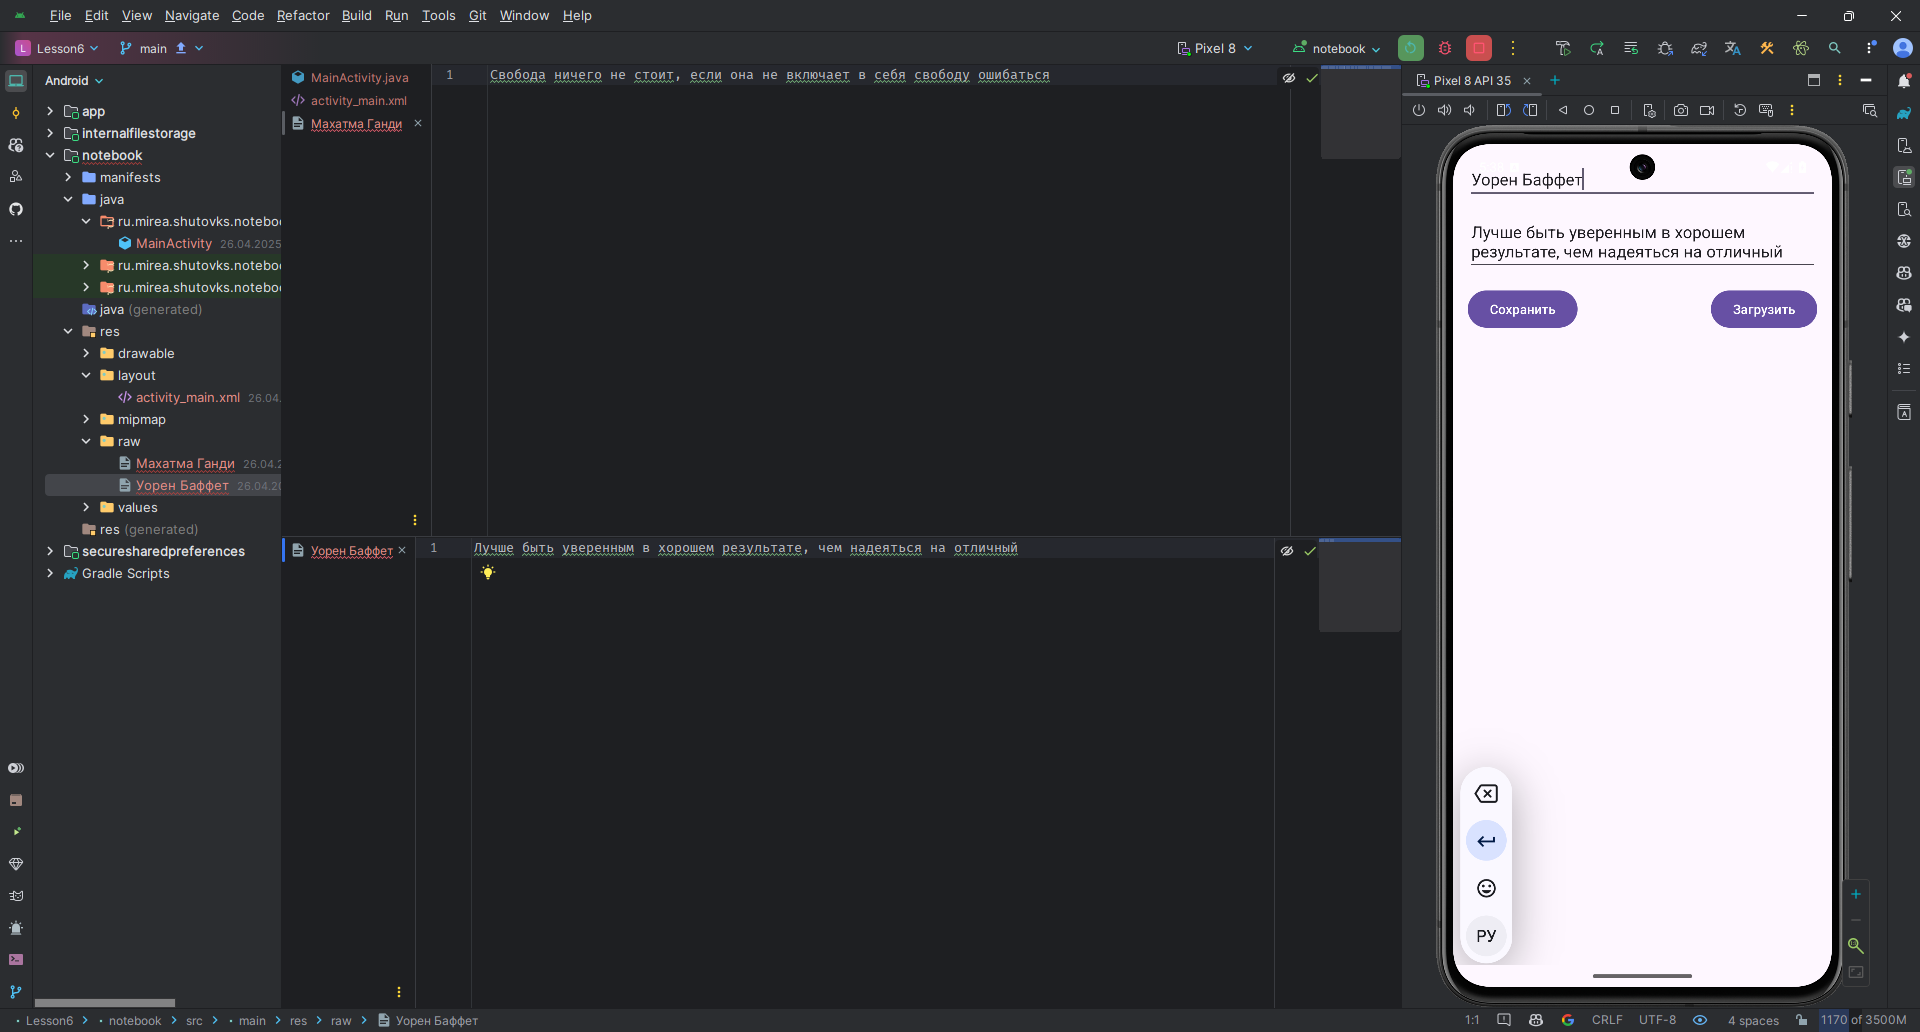 File Edit View Navigate Code Refactor Build Run Tools Git Window Help
L Lesson6 main Pixel 8 notebook
Android
app
internalfilestorage
notebook
manifests
java
ru.mirea.shutovks.noteboo
MainActivity 26.04.2025
ru.mirea.shutovks.noteboo
ru.mirea.shutovks.noteboo
java (generated)
res
drawable
layout
activity_main.xml 26.04.
mipmap
raw
Махатма Ганди 26.04.2
Уорен Баффет 26.04.20
values
res (generated)
securesharedpreferences
Gradle Scripts
MainActivity.java
activity_main.xml
Махатма Ганди
1 Свобода ничего не стоит, если она не включает в себя свободу ошибаться
Уорен Баффет
1 Лучше быть уверенным в хорошем результате, чем надеяться на отличный
Pixel 8 API 35
Уорен Баффет
Лучше быть уверенным в хорошем
результате, чем надеяться на отличный
Сохранить Загрузить
РУ
Lesson6 notebook src main res raw Уорен Баффет 1:1 CRLF UTF-8 4 spaces 1170 of 3500M